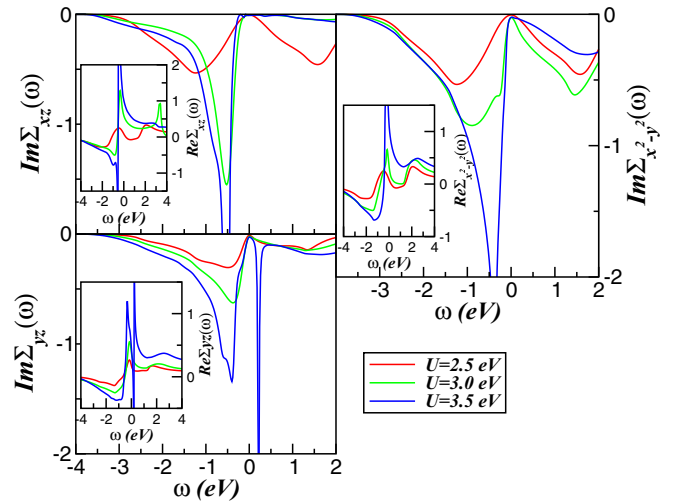 0
-1
ImΣxz(ω)
2
1
0
-1
ReΣxz(ω)
-4 -2 0 2 4
ω (eV)
0
-1
-2
ImΣyz(ω)
1
0
ReΣyz(ω)
-4 -2 0 2 4
ω (eV)
-4 -3 -2 -1 0 1 2
ω (eV)
0
-1
-2
ImΣx²-y²(ω)
1
0
-1
ReΣx²-y²(ω)
-4 -2 0 2 4
ω (eV)
-3 -2 -1 0 1 2
ω (eV)
U=2.5 eV
U=3.0 eV
U=3.5 eV